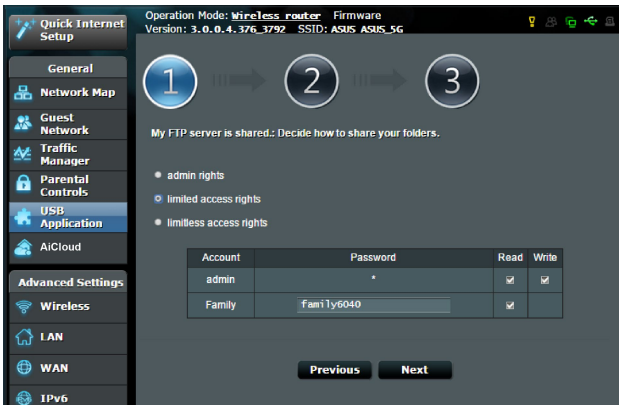 Quick Internet
Setup
Operation Mode: Wireless router Firmware
Version: 3.0.0.4.376_3792 SSID: ASUS ASUS_5G
General
Network Map
Guest
Network
Traffic
Manager
Parental
Controls
USB
Application
AiCloud
Advanced Settings
Wireless
LAN
WAN
IPv6
1 2 3
My FTP server is shared.: Decide how to share your folders.
admin rights
limited access rights
limitless access rights
Account Password Read Write
admin *
Family family6040
Previous Next